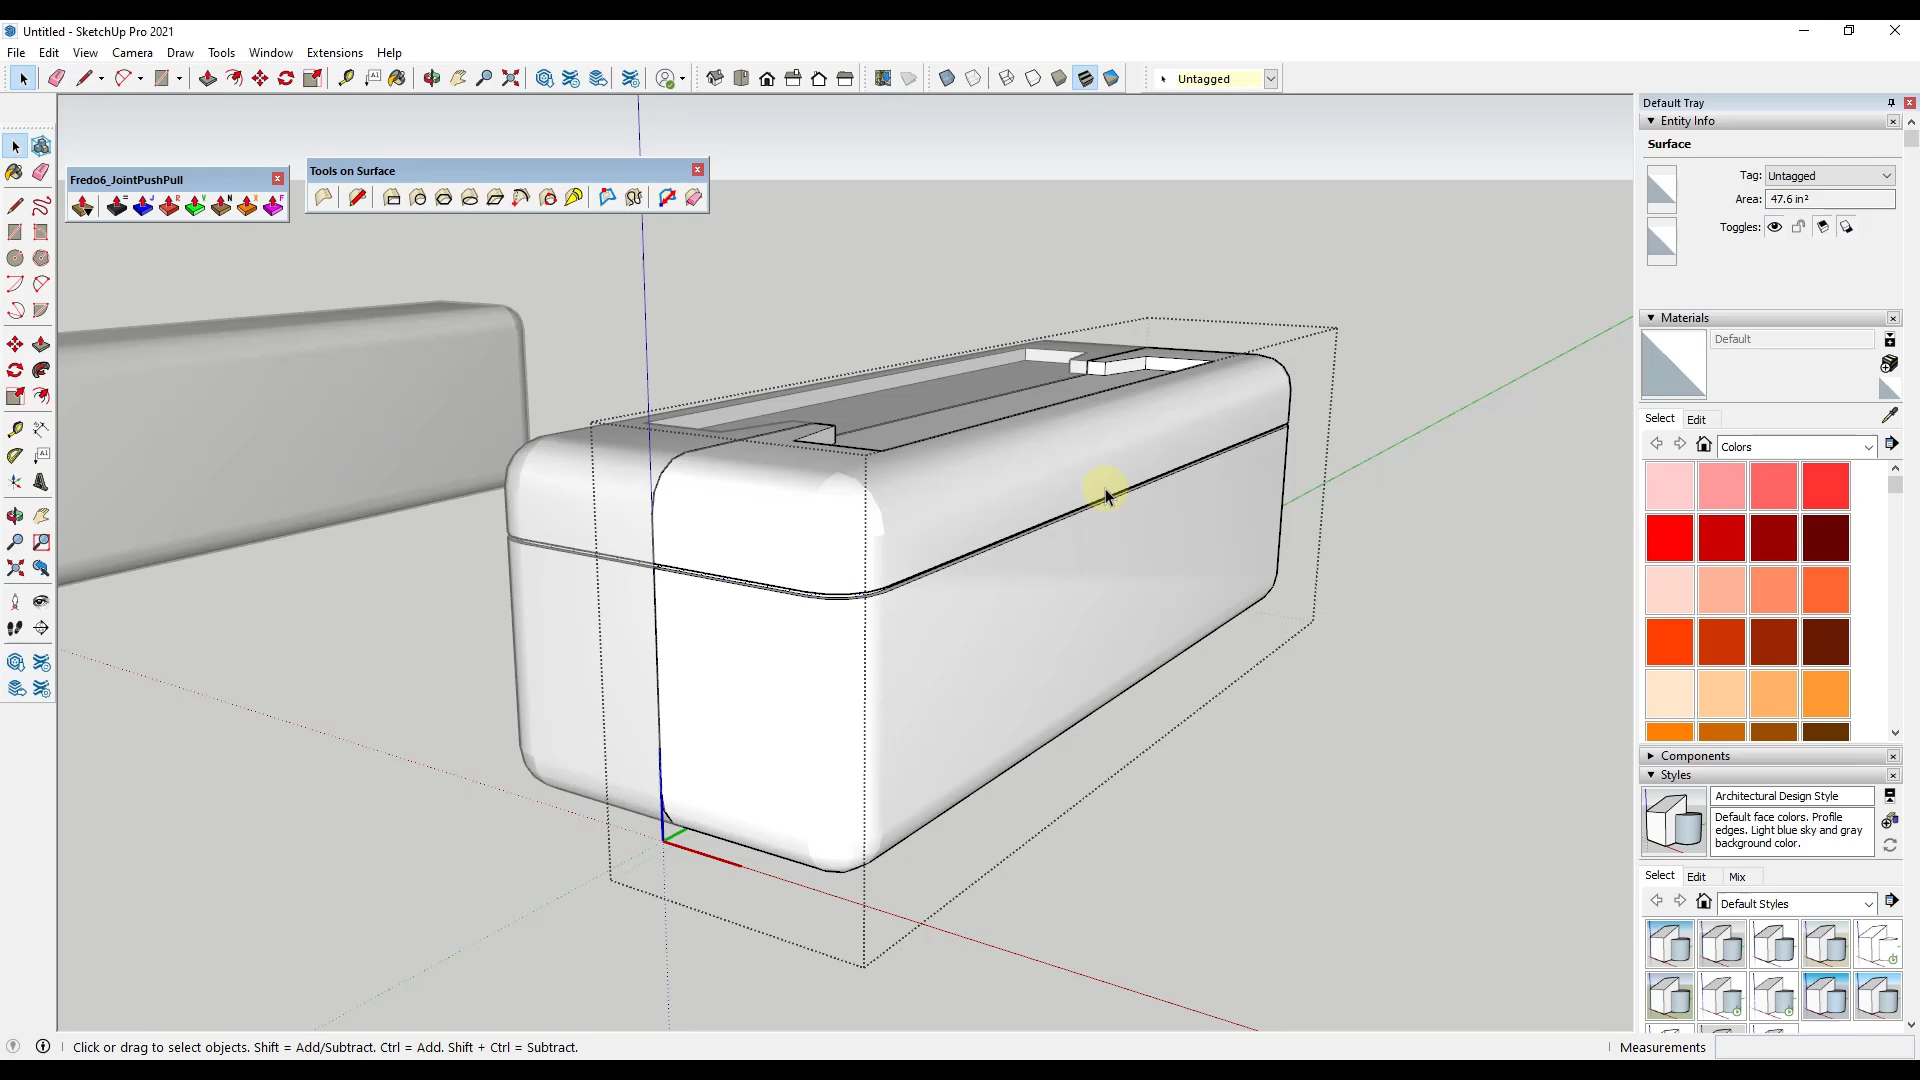 Untitled - SketchUp Pro 2021
File Edit View Camera Draw Tools Window Extensions Help
Untagged
Default Tray
Entity Info
Surface
Tag: Untagged
Area: 47.6 in²
Toggles:
Fredo6_JointPushPull
Tools on Surface
Materials
Default
Select Edit
Colors
Components
Styles
Architectural Design Style
Default face colors. Profile
edges. Light blue sky and gray
background color.
Select Edit Mix
Default Styles
Click or drag to select objects. Shift = Add/Subtract. Ctrl = Add. Shift + Ctrl = Subtract.
Measurements